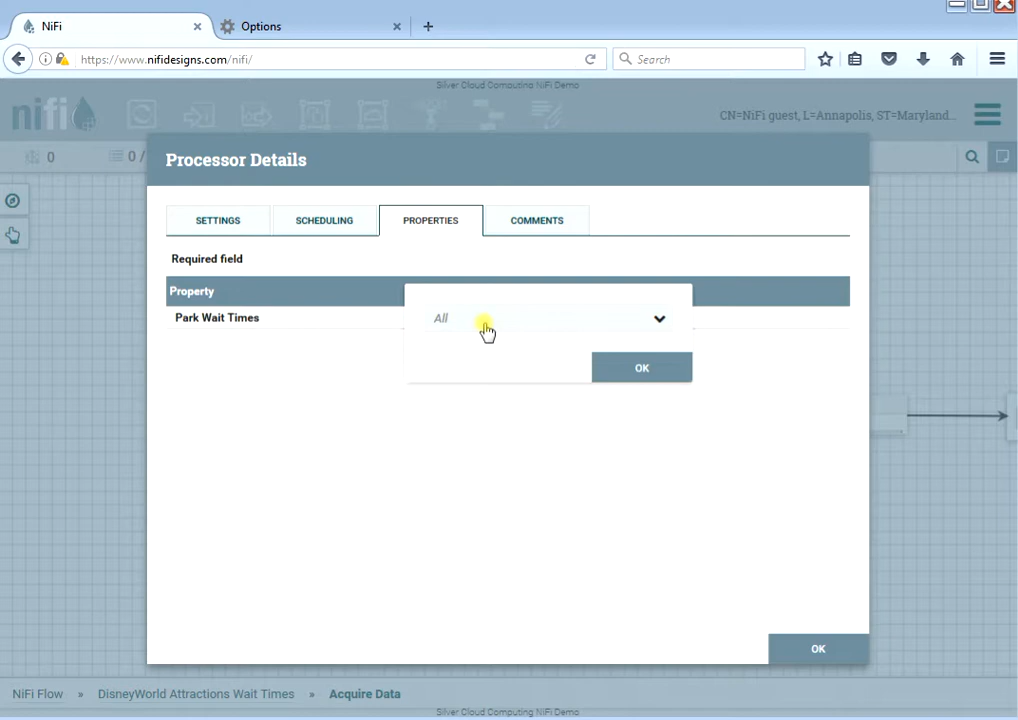 NiFi
Options
https://www.nifidesigns.com/nifi/
Search
Silver Cloud Computing NiFi Demo
nifi
CN=NiFi guest, L=Annapolis, ST=Maryland...
0
0 /
Processor Details
SETTINGS
SCHEDULING
PROPERTIES
COMMENTS
Required field
Property
Park Wait Times
All
OK
OK
NiFi Flow » DisneyWorld Attractions Wait Times » Acquire Data
Silver Cloud Computing NiFi Demo